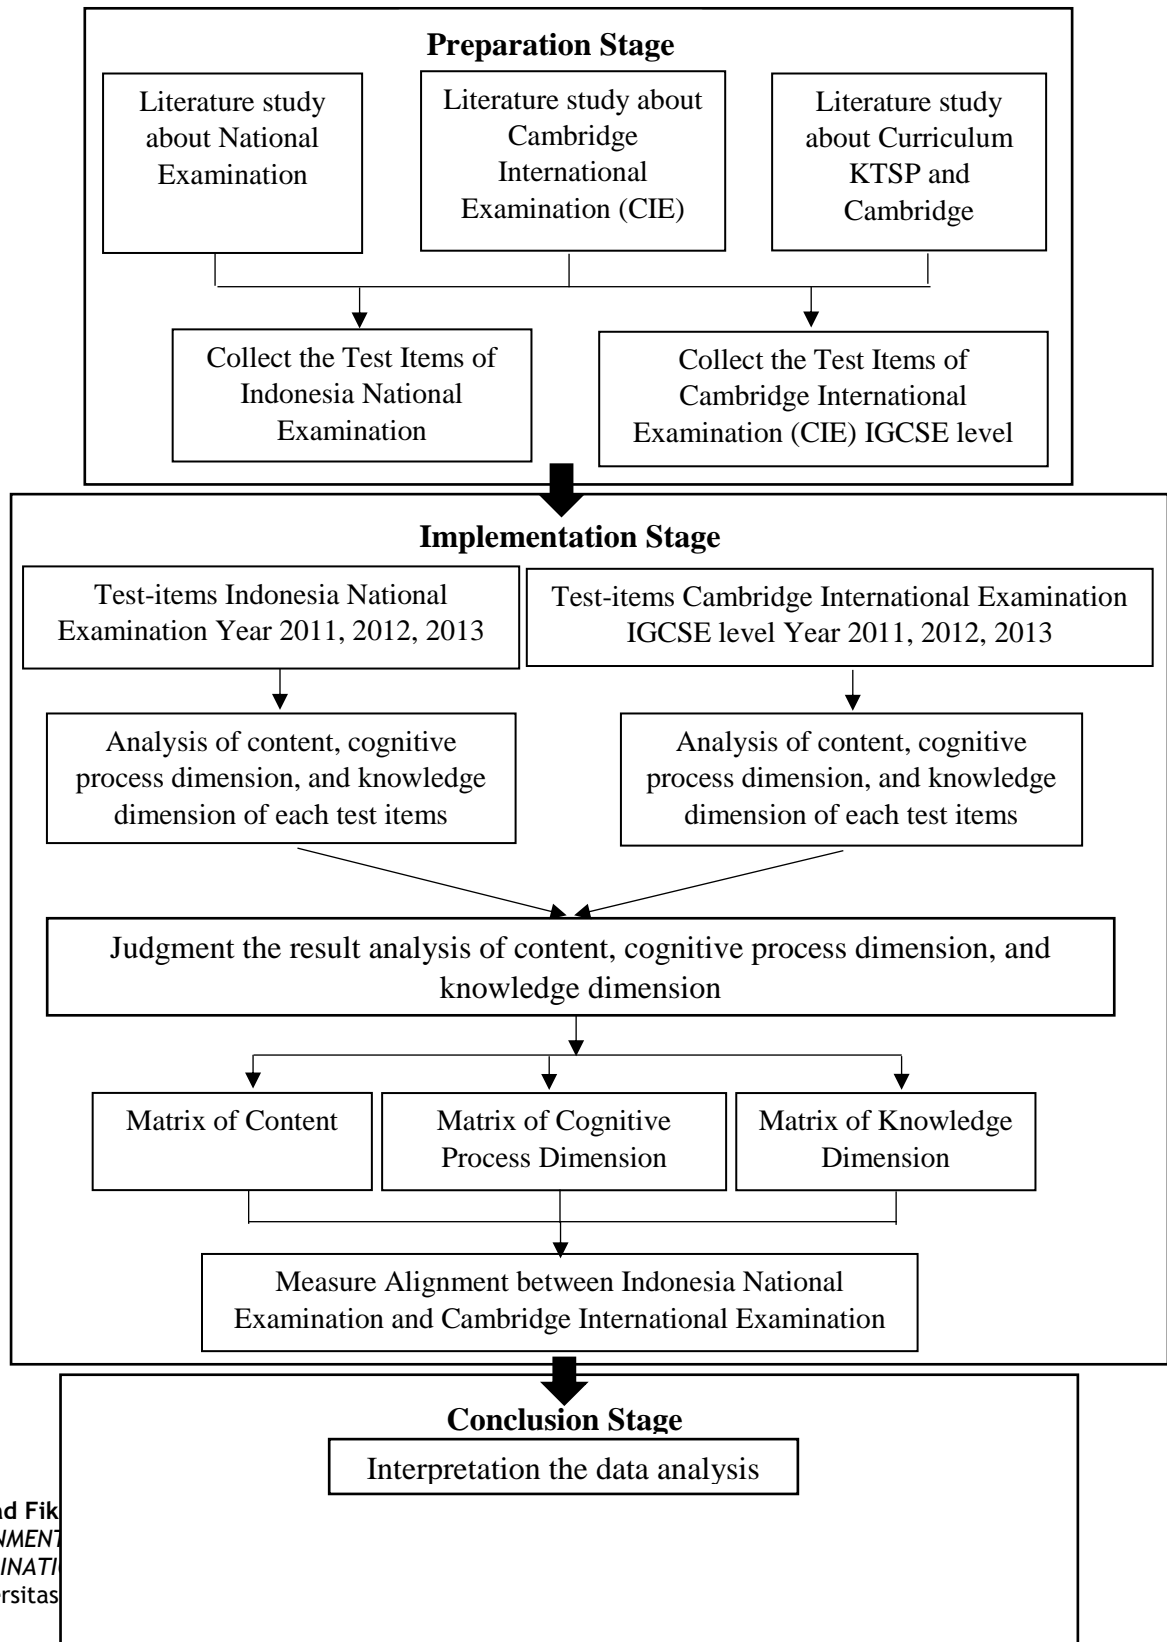 Preparation Stage
Literature study
about National
Examination
Literature study about
Cambridge
International
Examination (CIE)
Literature study
about Curriculum
KTSP and
Cambridge
Collect the Test Items of
Indonesia National
Examination
Collect the Test Items of
Cambridge International
Examination (CIE) IGCSE level
Implementation Stage
Test-items Indonesia National
Examination Year 2011, 2012, 2013
Test-items Cambridge International Examination
IGCSE level Year 2011, 2012, 2013
Analysis of content, cognitive
process dimension, and knowledge
dimension of each test items
Analysis of content, cognitive
process dimension, and knowledge
dimension of each test items
Judgment the result analysis of content, cognitive process dimension, and
knowledge dimension
Matrix of Content
Matrix of Cognitive
Process Dimension
Matrix of Knowledge
Dimension
Measure Alignment between Indonesia National
Examination and Cambridge International Examination
Conclusion Stage
Interpretation the data analysis
ad Fik
NMENT
INATI
ersitas